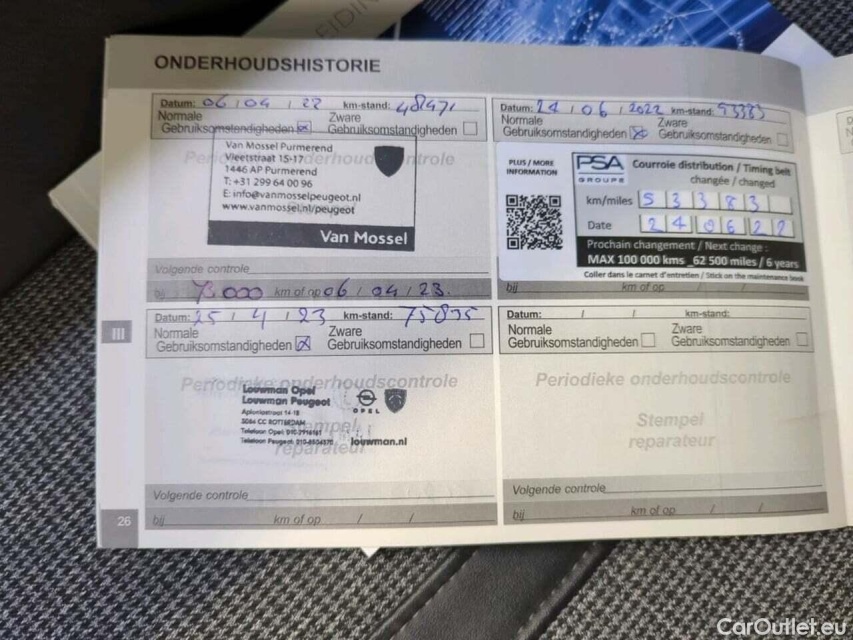 ONDERHOUDSHISTORIE
Datum: 06 / 04 / 22 km-stand: 48471
Normale Zware
Gebruiksomstandigheden Gebruiksomstandigheden
Van Mossel Purmerend
Vleetstraat 15-17
1446 AP Purmerend
T: +31 299 64 00 96
E: info@vanmosselpeugeot.nl
www.vanmossel.nl/peugeot
Van Mossel
Volgende controle
bij 73000 km of op 06 / 04 / 23.
Datum: 24 / 06 / 2022 km-stand: 53383
Normale Zware
Gebruiksomstandigheden Gebruiksomstandigheden
PLUS / MORE
INFORMATION
PSA
GROUPE
Courroie distribution / Timing belt
changée / changed
km/miles 53383
Date 240622
Prochain changement / Next change :
MAX 100 000 kms _62 500 miles / 6 years
Coller dans le carnet d'entretien / Stick on the maintenance book
bij km of op / /
III
Datum: 25 / 4 / 23 km-stand: 75835
Normale Zware
Gebruiksomstandigheden Gebruiksomstandigheden
Periodieke onderhoudscontrole
Louwman Opel
Louwman Peugeot
OPEL
Stempel
reparateur
louwman.nl
Volgende controle
bij km of op / /
Datum: / / km-stand:
Normale Zware
Gebruiksomstandigheden Gebruiksomstandigheden
Periodieke onderhoudscontrole
Stempel
reparateur
Volgende controle
bij km of op / /
26
CarOutlet.eu